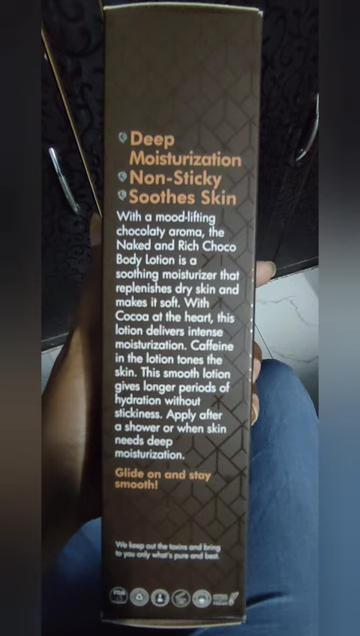 Deep
Moisturization
Non-Sticky
Soothes Skin
With a mood-lifting
chocolaty aroma, the
Naked and Rich Choco
Body Lotion is a
soothing moisturizer that
replenishes dry skin and
makes it soft. With
Cocoa at the heart, this
lotion delivers intense
moisturization. Caffeine
in the lotion tones the
skin. This smooth lotion
gives longer periods of
hydration without
stickiness. Apply after
a shower or when skin
needs deep
moisturization.
Glide on and stay
smooth!
We keep out the toxins and bring
to you only what's pure and best.